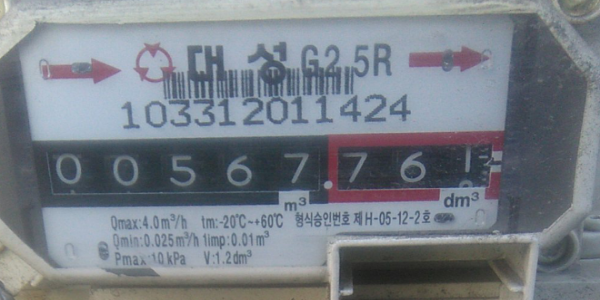 대 성 G2.5R
103312011424
00567.761
m³ dm³
Qmax:4.0m³/h tm:-20℃~+60℃ 형식승인번호 제H-05-12-2호
Qmin:0.025m³/h 1imp:0.01m³
Pmax:10kPa V:1.2dm³